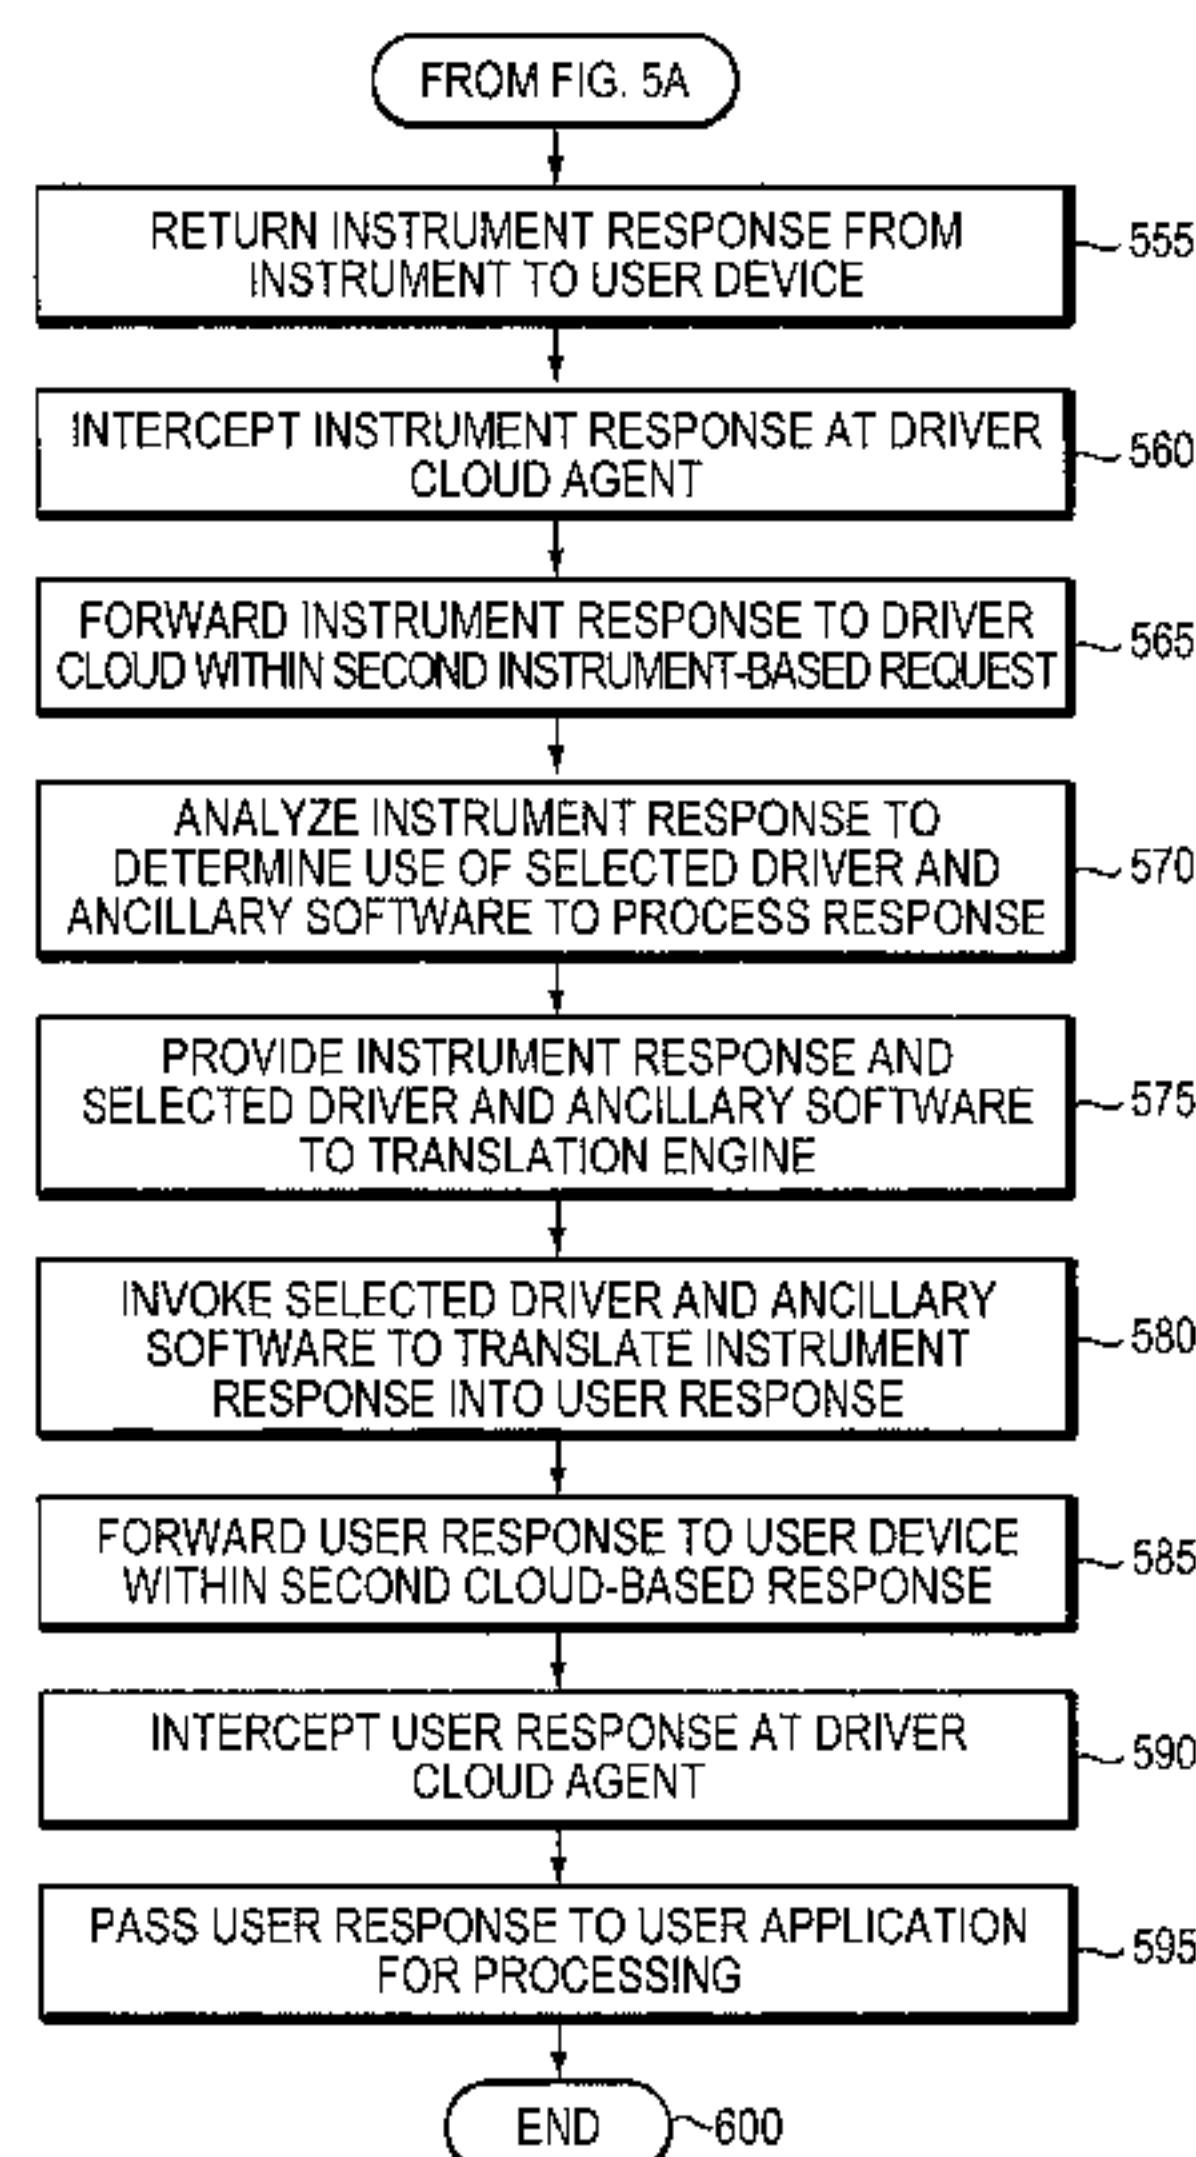 FROM FIG. 5A
RETURN INSTRUMENT RESPONSE FROM
INSTRUMENT TO USER DEVICE
555
INTERCEPT INSTRUMENT RESPONSE AT DRIVER
CLOUD AGENT
560
FORWARD INSTRUMENT RESPONSE TO DRIVER
CLOUD WITHIN SECOND INSTRUMENT-BASED REQUEST
565
ANALYZE INSTRUMENT RESPONSE TO
DETERMINE USE OF SELECTED DRIVER AND
ANCILLARY SOFTWARE TO PROCESS RESPONSE
570
PROVIDE INSTRUMENT RESPONSE AND
SELECTED DRIVER AND ANCILLARY SOFTWARE
TO TRANSLATION ENGINE
575
INVOKE SELECTED DRIVER AND ANCILLARY
SOFTWARE TO TRANSLATE INSTRUMENT
RESPONSE INTO USER RESPONSE
580
FORWARD USER RESPONSE TO USER DEVICE
WITHIN SECOND CLOUD-BASED RESPONSE
585
INTERCEPT USER RESPONSE AT DRIVER
CLOUD AGENT
590
PASS USER RESPONSE TO USER APPLICATION
FOR PROCESSING
595
END
600